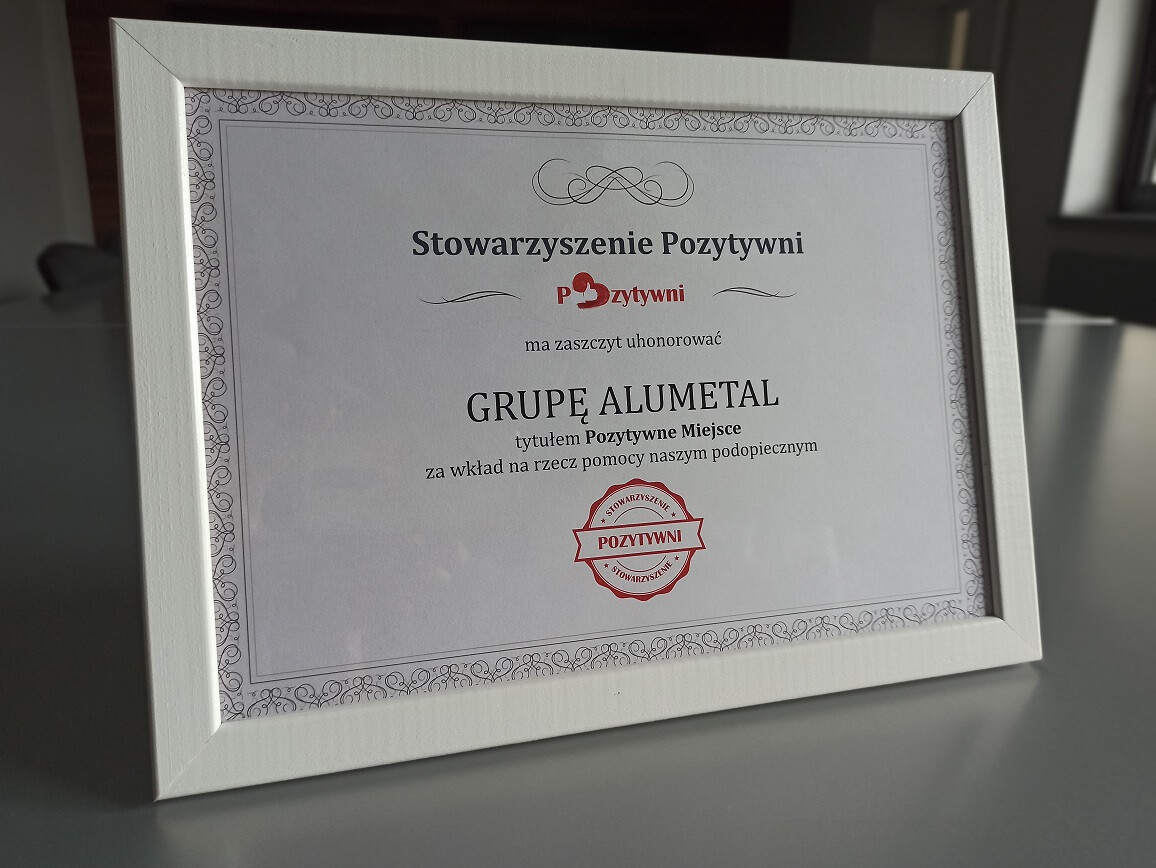 Stowarzyszenie Pozytywni
Pozytywni
ma zaszczyt uhonorować
GRUPĘ ALUMETAL
tytułem Pozytywne Miejsce
za wkład na rzecz pomocy naszym podopiecznym
STOWARZYSZENIE
POZYTYWNI
STOWARZYSZENIE